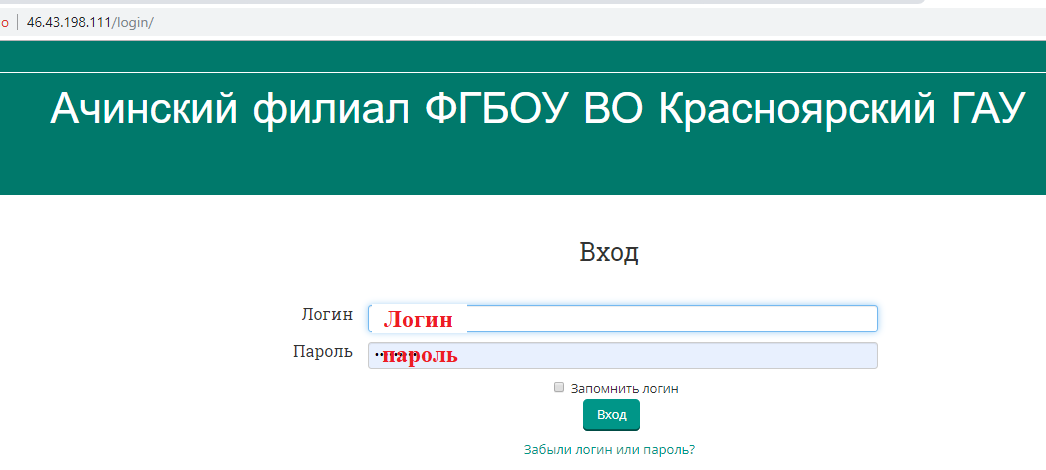 о 46.43.198.111/login/
Ачинский филиал ФГБОУ ВО Красноярский ГАУ
Вход
Логин Логин
Пароль пароль
Запомнить логин
Вход
Забыли логин или пароль?